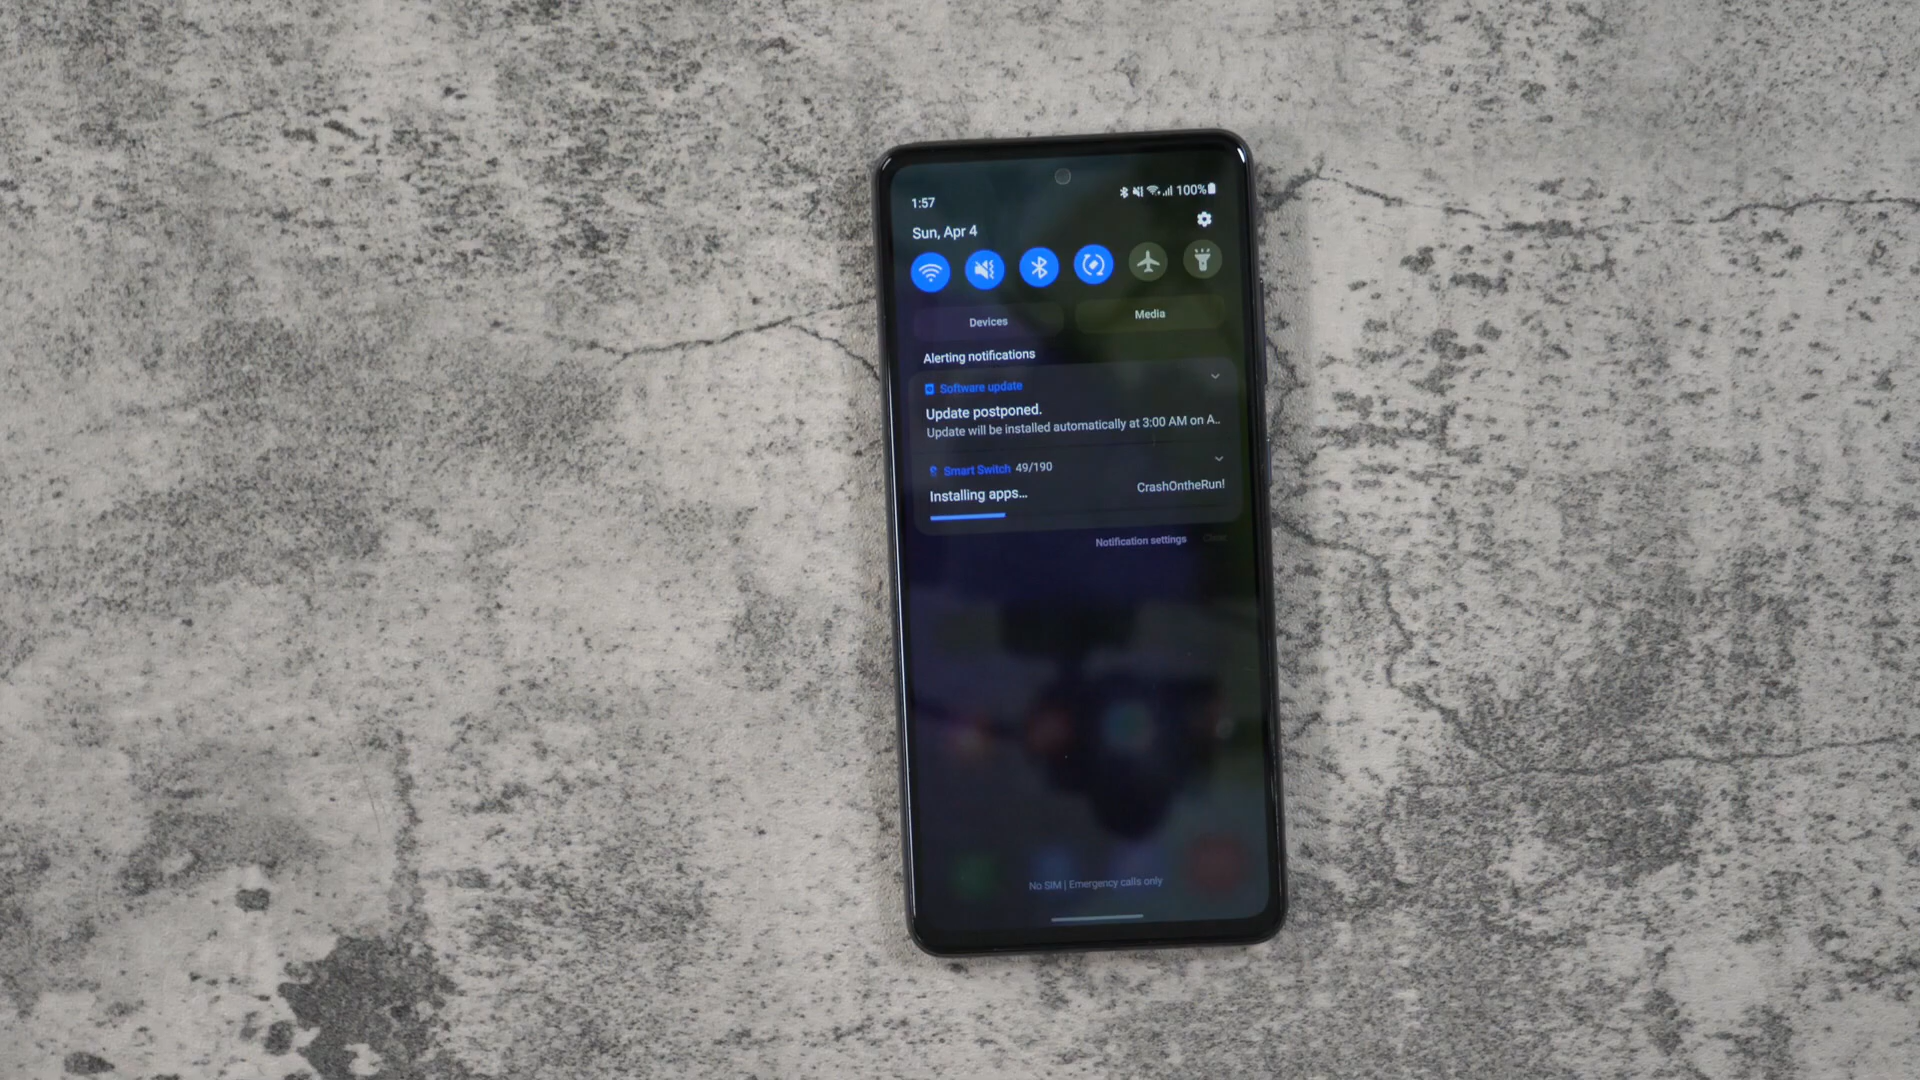 1:57
100%
Sun, Apr 4
Devices
Media
Alerting notifications
Software update
Update postponed.
Update will be installed automatically at 3:00 AM on A..
Smart Switch 49/190
Installing apps...
CrashOntheRun!
Notification settings
Clear
No SIM | Emergency calls only